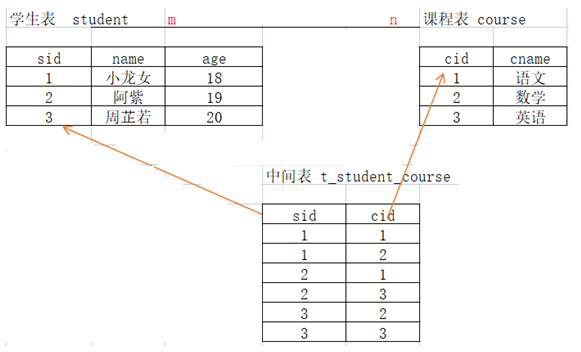 学生表 student m n 课程表 course
sid name age cid cname
1 小龙女 18 1 语文
2 阿紫 19 2 数学
3 周芷若 20 3 英语
中间表 t_student_course
sid cid
1 1
1 2
2 1
2 3
3 2
3 3